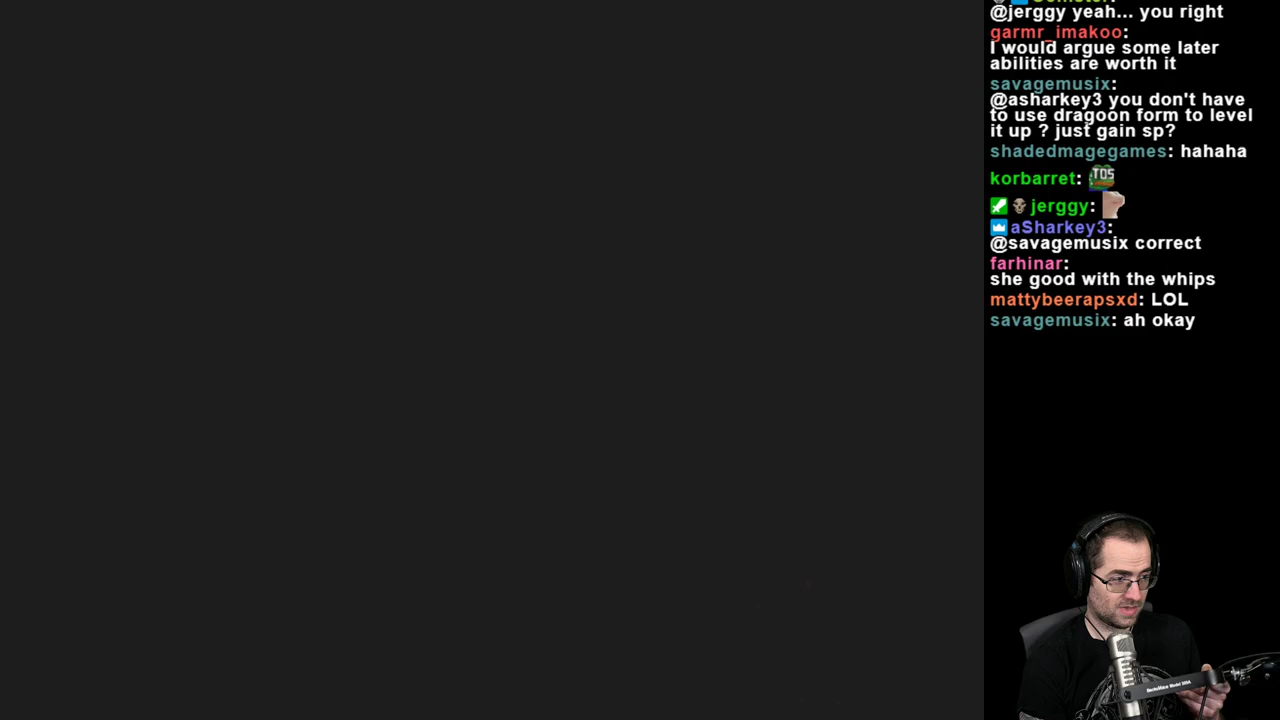 @jerggy yeah... you right
garmr_imakoo:
I would argue some later
abilities are worth it
savagemusix:
@asharkey3 you don't have
to use dragoon form to level
it up ? just gain sp?
shadedmagegames: hahaha
korbarret: TOS
jerggy:
aSharkey3:
@savagemusix correct
farhinar:
she good with the whips
mattybeerapsxd: LOL
savagemusix: ah okay